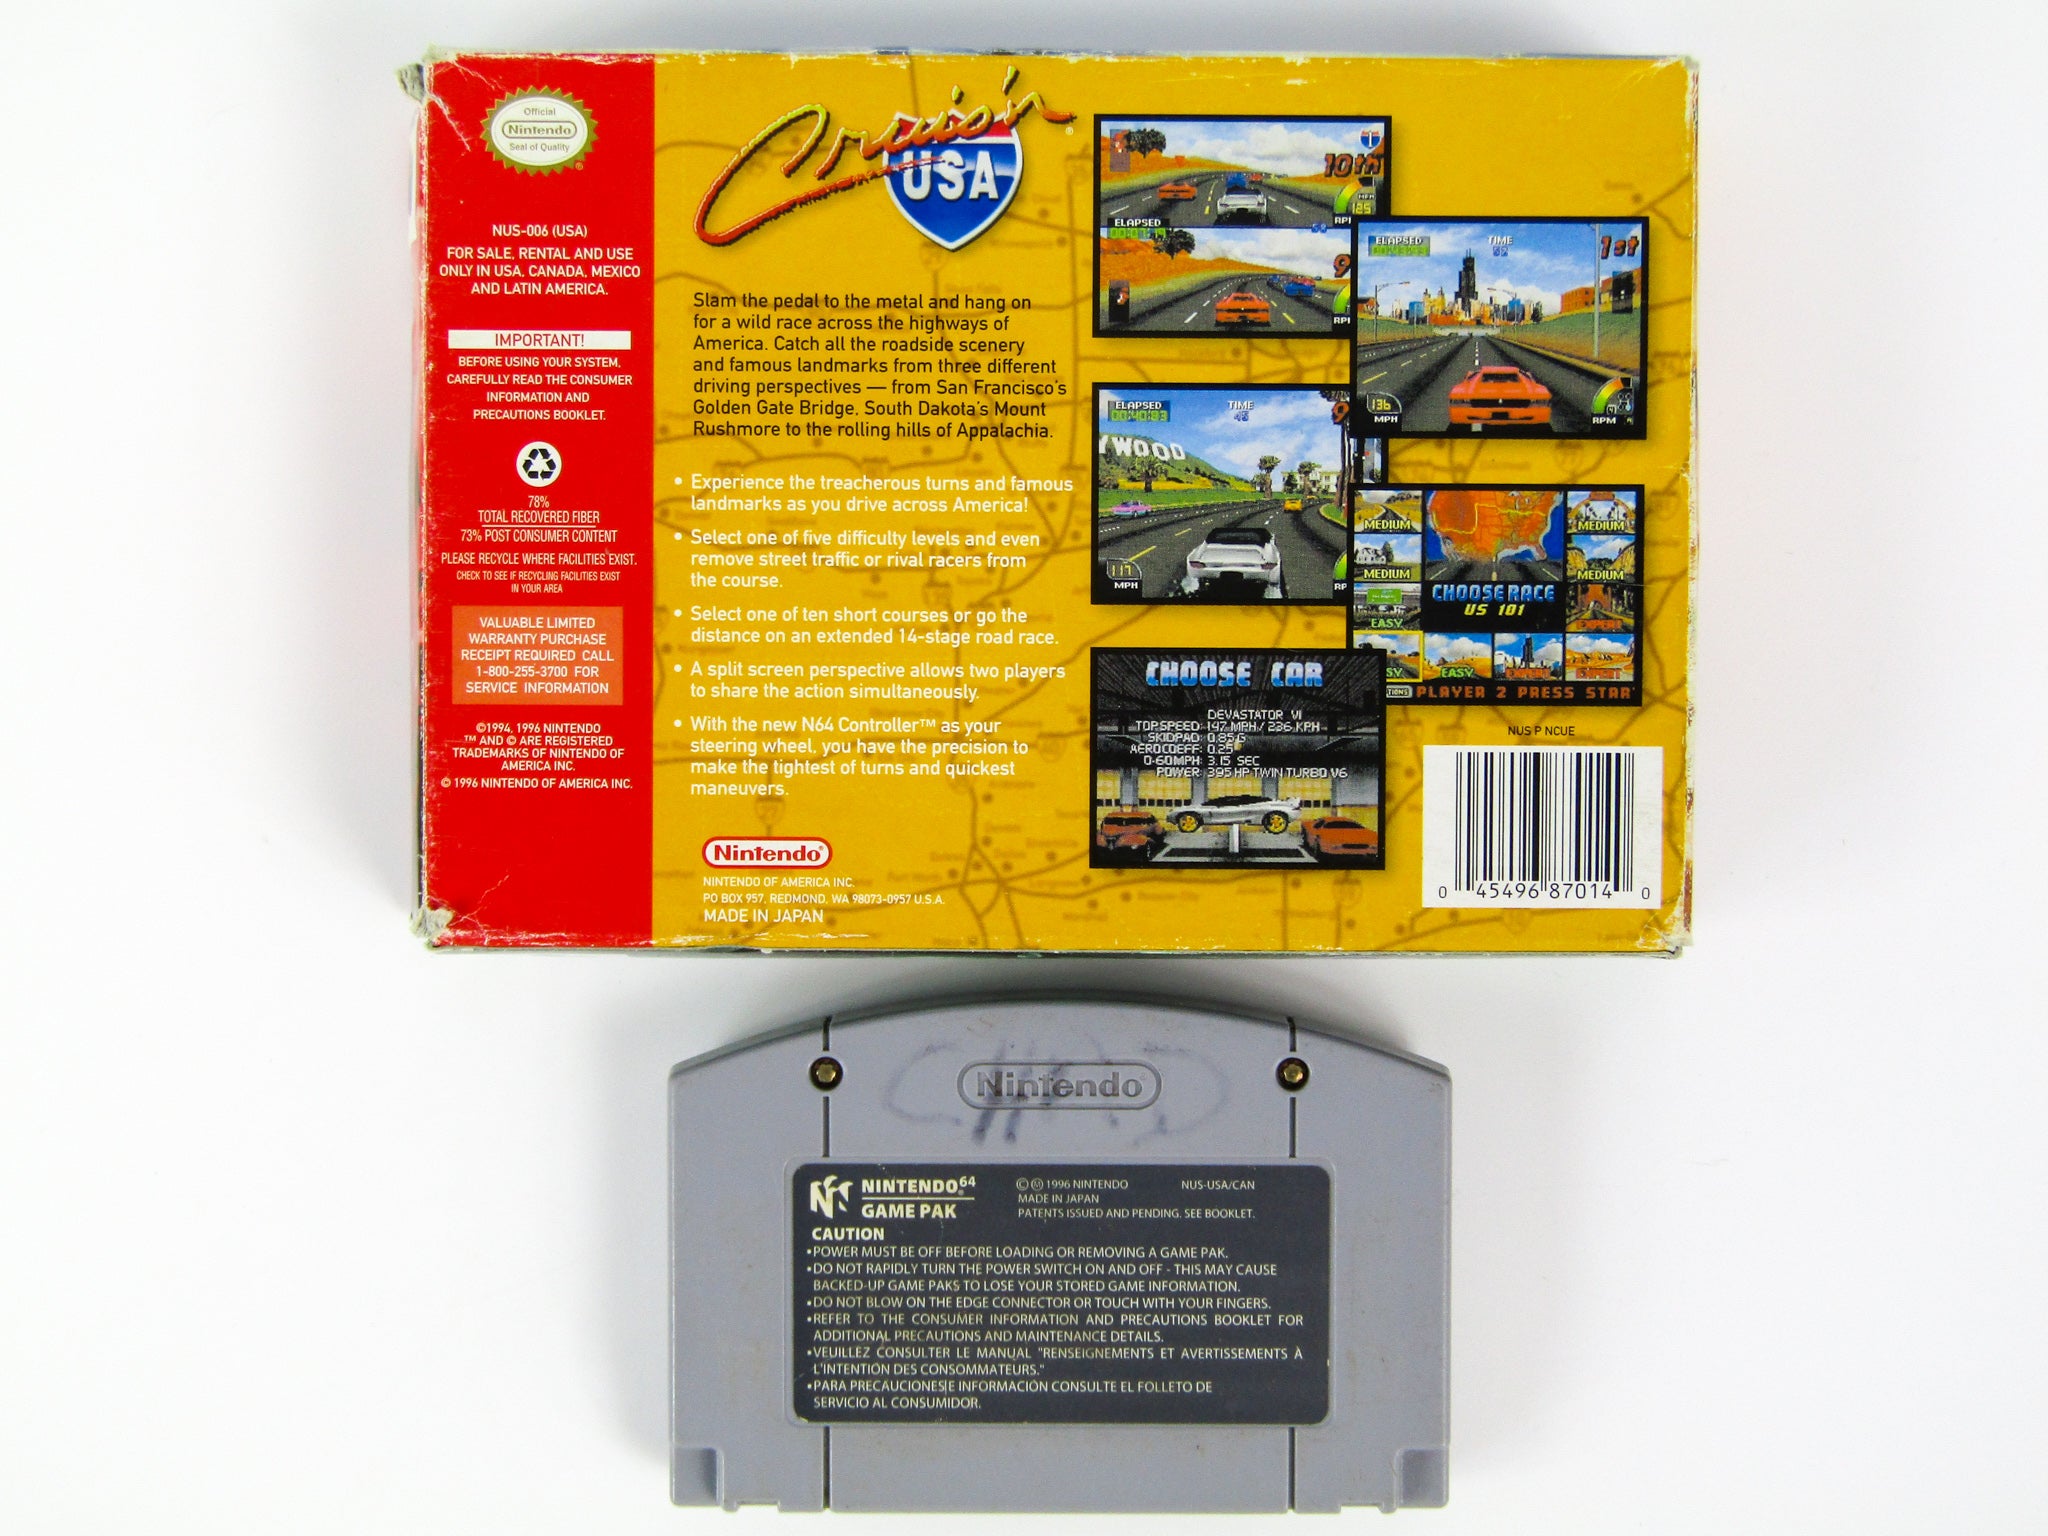 Official
Nintendo
Seal of Quality
NUS-006 (USA)
FOR SALE, RENTAL AND USE
ONLY IN USA, CANADA, MEXICO
AND LATIN AMERICA.
IMPORTANT!
BEFORE USING YOUR SYSTEM,
CAREFULLY READ THE CONSUMER
INFORMATION AND
PRECAUTIONS BOOKLET.
78%
TOTAL RECOVERED FIBER
73% POST CONSUMER CONTENT
PLEASE RECYCLE WHERE FACILITIES EXIST.
CHECK TO SEE IF RECYCLING FACILITIES EXIST
IN YOUR AREA
VALUABLE LIMITED
WARRANTY PURCHASE
RECEIPT REQUIRED CALL
1-800-255-3700 FOR
SERVICE INFORMATION
©1994, 1996 NINTENDO
™ AND © ARE REGISTERED
TRADEMARKS OF NINTENDO OF
AMERICA INC.
© 1996 NINTENDO OF AMERICA INC.
Cruis'n
USA
Slam the pedal to the metal and hang on
for a wild race across the highways of
America. Catch all the roadside scenery
and famous landmarks from three different
driving perspectives — from San Francisco's
Golden Gate Bridge, South Dakota's Mount
Rushmore to the rolling hills of Appalachia.
• Experience the treacherous turns and famous
landmarks as you drive across America!
• Select one of five difficulty levels and even
remove street traffic or rival racers from
the course.
• Select one of ten short courses or go the
distance on an extended 14-stage road race.
• A split screen perspective allows two players
to share the action simultaneously.
• With the new N64 Controller™ as your
steering wheel, you have the precision to
make the tightest of turns and quickest
maneuvers.
Nintendo®
NINTENDO OF AMERICA INC.
PO BOX 957, REDMOND, WA 98073-0957 U.S.A.
MADE IN JAPAN
10th
MPH
125
RPM
ELAPSED
9
ELAPSED
TIME
1st
136
MPH
RPM
ELAPSED
00:40:83
TIME
9
YWOOD
117
MPH
MEDIUM
MEDIUM
MEDIUM
MEDIUM
CHOOSE RACE
US 101
EASY
EXPERT
EASY
EXPERT
EXPERT
PLAYER 2 PRESS STAR
CHOOSE CAR
DEVASTATOR VI
TOP SPEED: 147 MPH / 236 KPH
SKIDPAD: 0.85 G
AERO COEFF: 0.25
0-60MPH: 3.15 SEC
POWER: 395 HP TWIN TURBO V6
NUS P NCUE
0 45496 87014 0
Nintendo®
NINTENDO64
GAME PAK
© Ⓜ 1996 NINTENDO NUS-USA/CAN
MADE IN JAPAN
PATENTS ISSUED AND PENDING. SEE BOOKLET.
CAUTION
•POWER MUST BE OFF BEFORE LOADING OR REMOVING A GAME PAK.
•DO NOT RAPIDLY TURN THE POWER SWITCH ON AND OFF - THIS MAY CAUSE
BACKED-UP GAME PAKS TO LOSE YOUR STORED GAME INFORMATION.
•DO NOT BLOW ON THE EDGE CONNECTOR OR TOUCH WITH YOUR FINGERS.
•REFER TO THE CONSUMER INFORMATION AND PRECAUTIONS BOOKLET FOR
ADDITIONAL PRECAUTIONS AND MAINTENANCE DETAILS.
•VEUILLEZ CONSULTER LE MANUAL "RENSEIGNEMENTS ET AVERTISSEMENTS À
L'INTENTION DES CONSOMMATEURS."
•PARA PRECAUCIONES E INFORMACIÓN CONSULTE EL FOLLETO DE
SERVICIO AL CONSUMIDOR.